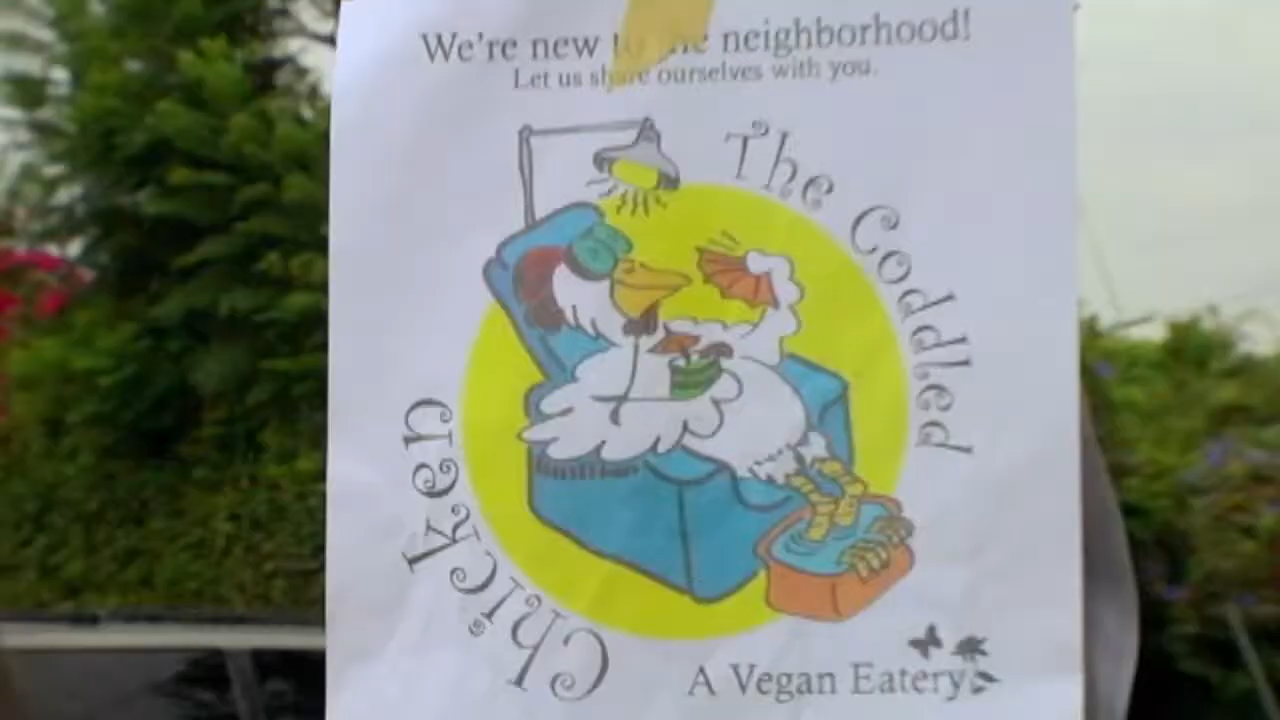 We're new to the neighborhood!
Let us share ourselves with you.
The Coddled
Chicken
A Vegan Eatery